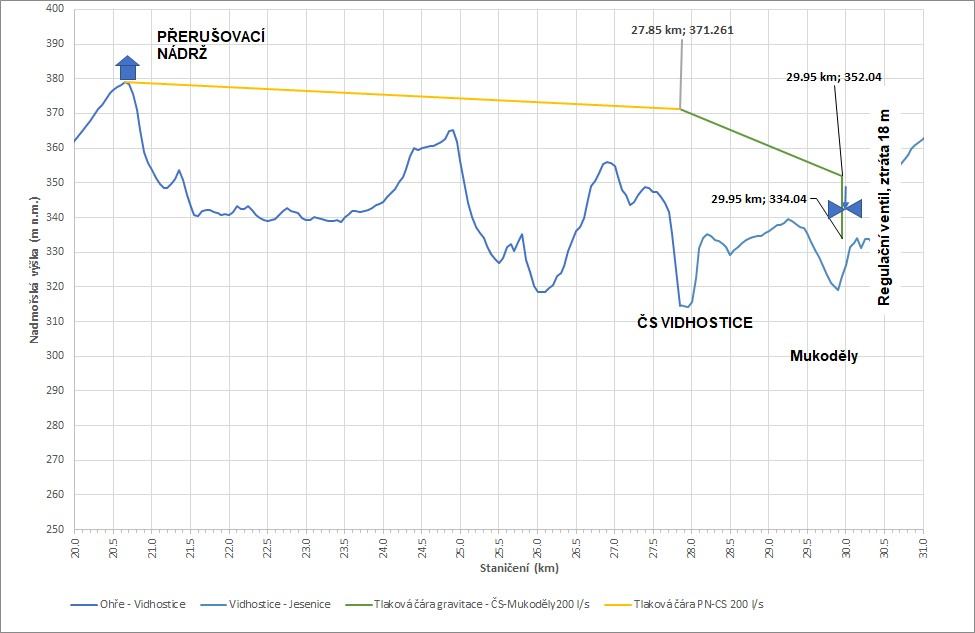 400
390
380
370
360
350
340
330
320
310
300
290
280
270
260
250
Nadmořská výška (m n.m.)
PŘERUŠOVACÍ
NÁDRŽ
27.85 km; 371.261
29.95 km; 352.04
29.95 km; 334.04
Regulační ventil, ztráta 18 m
ČS VIDHOSTICE
Mukoděly
20.0
20.5
21.0
21.5
22.0
22.5
23.0
23.5
24.0
24.5
25.0
25.5
26.0
26.5
27.0
27.5
28.0
28.5
29.0
29.5
30.0
30.5
31.0
Staničení (km)
Ohře - Vidhostice
Vidhostice - Jesenice
Tlaková čára gravitace - ČS-Mukoděly 200 l/s
Tlaková čára PN-CS 200 l/s